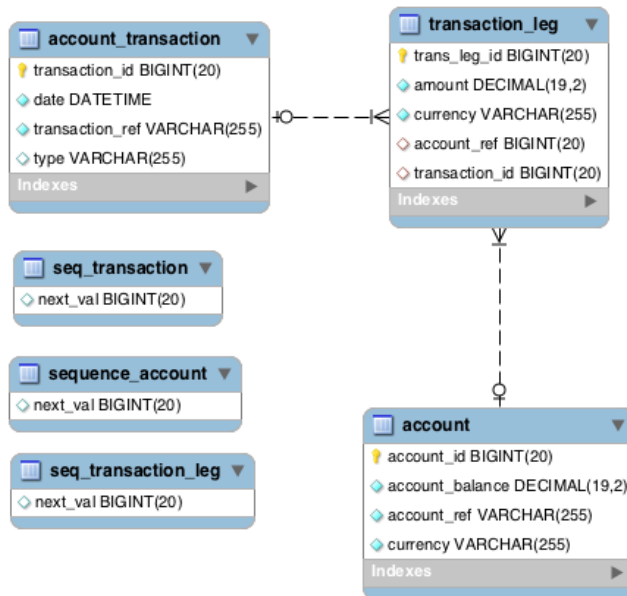 account_transaction
transaction_id BIGINT(20)
date DATETIME
transaction_ref VARCHAR(255)
type VARCHAR(255)
Indexes
transaction_leg
trans_leg_id BIGINT(20)
amount DECIMAL(19,2)
currency VARCHAR(255)
account_ref BIGINT(20)
transaction_id BIGINT(20)
Indexes
seq_transaction
next_val BIGINT(20)
sequence_account
next_val BIGINT(20)
seq_transaction_leg
next_val BIGINT(20)
account
account_id BIGINT(20)
account_balance DECIMAL(19,2)
account_ref VARCHAR(255)
currency VARCHAR(255)
Indexes